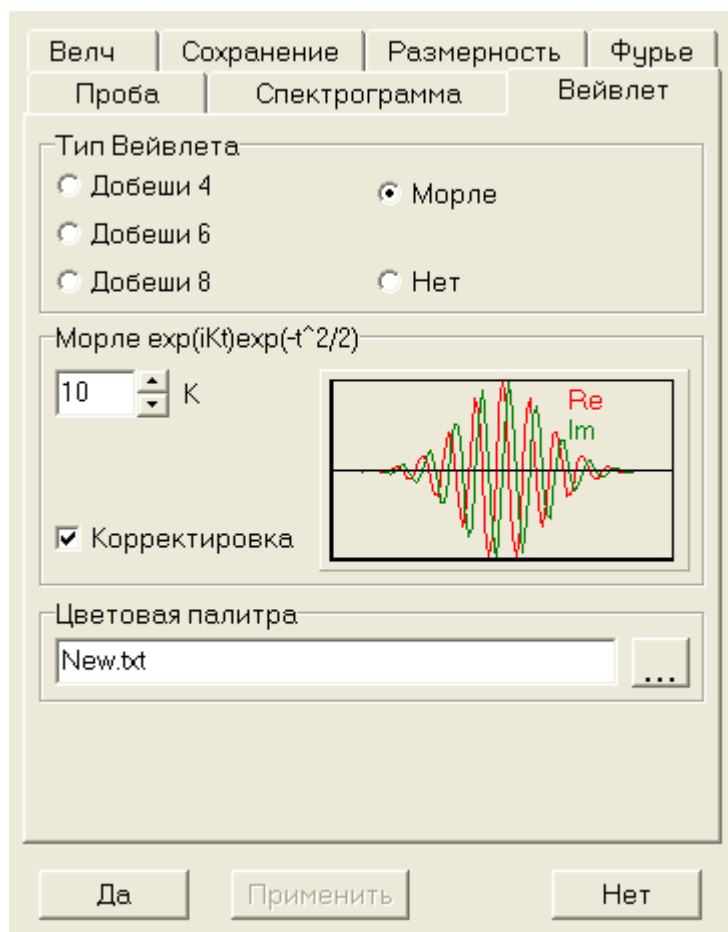 Велч Сохранение Размерность Фурье
Проба Спектрограмма Вейвлет
Тип Вейвлета
Добеши 4 Морле
Добеши 6
Добеши 8 Нет
Морле exp(iKt)exp(-t^2/2)
10 K
Re
Im
Корректировка
Цветовая палитра
New.txt ...
Да Применить Нет